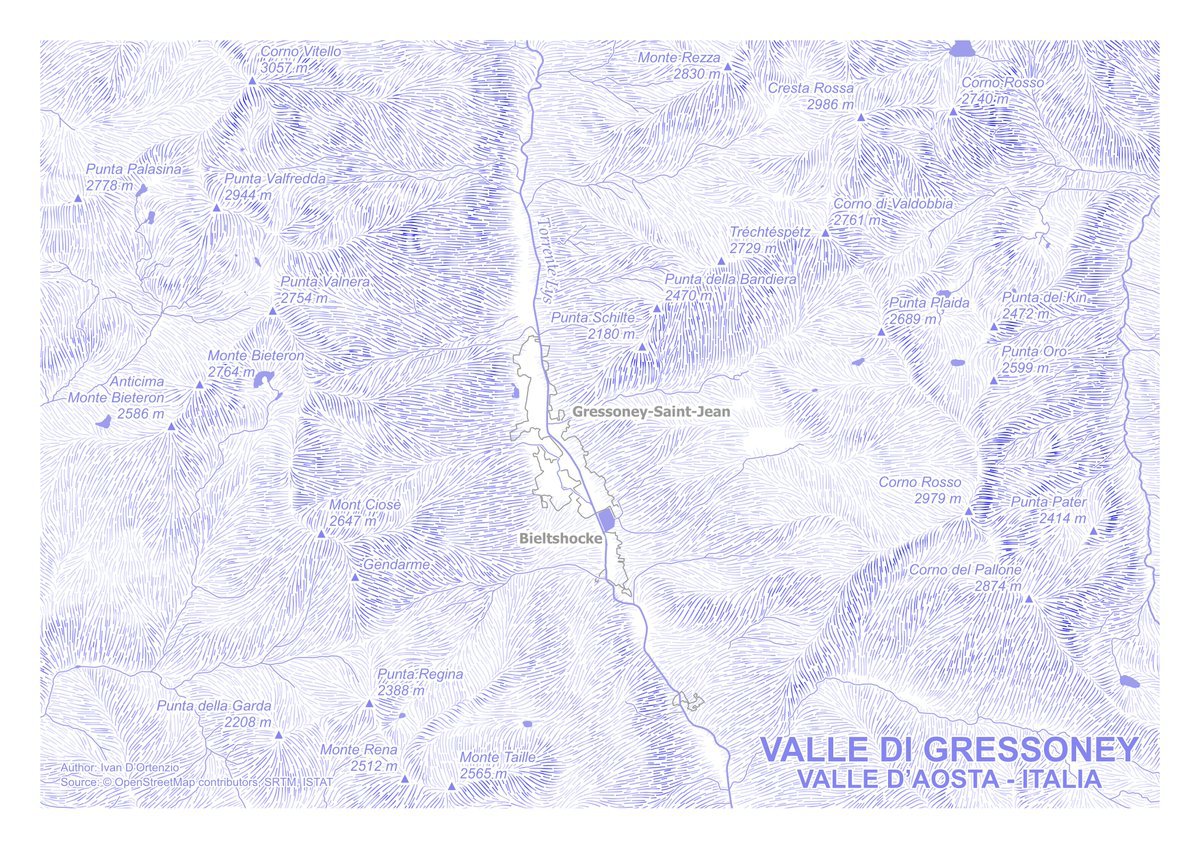 Corno Vitello
3057 m
Monte Rezza
2830 m
Cresta Rossa
2986 m
Corno Rosso
2740 m
Punta Palasina
2778 m
Punta Valfredda
2944 m
Corno di Valdobbia
2761 m
Torrente Lys
Tréchtéspétz
2729 m
Punta Valnera
2754 m
Punta della Bandiera
2470 m
Punta Plaida
2689 m
Punta del Kin
2472 m
Punta Schilte
2180 m
Monte Bieteron
2764 m
Punta Oro
2599 m
Anticima
Monte Bieteron
2586 m
Gressoney-Saint-Jean
Corno Rosso
2979 m
Mont Ciosé
2647 m
Punta Pater
2414 m
Bieltshocke
Gendarme
Corno del Pallone
2874 m
Punta Regina
2388 m
Punta della Garda
2208 m
Monte Rena
2512 m
Monte Taille
2565 m
VALLE DI GRESSONEY
VALLE D'AOSTA - ITALIA
Author: Ivan D'Ortenzio
Source: © OpenStreetMap contributors, SRTM, ISTAT